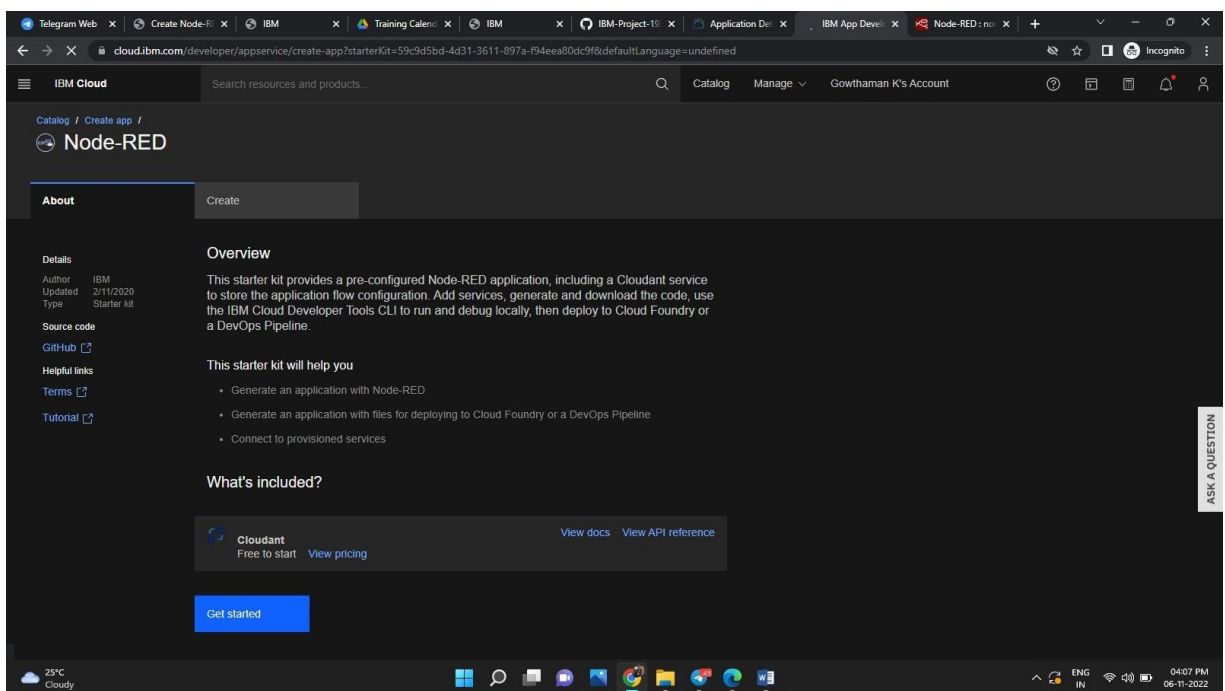 Telegram Web
Create Node-R
IBM
Training Calend
IBM
IBM-Project-19
Application Det
IBM App Devel
Node-RED : no
cloud.ibm.com/developer/appservice/create-app?starterKit=59c9d5bd-4d31-3611-897a-f94eea80dc9f&defaultLanguage=undefined
Incognito
IBM Cloud
Search resources and products...
Catalog
Manage
Gowthaman K's Account
Catalog / Create app /
Node-RED
About
Create
Details
Author IBM
Updated 2/11/2020
Type Starter kit
Source code
GitHub
Helpful links
Terms
Tutorial
Overview
This starter kit provides a pre-configured Node-RED application, including a Cloudant service
to store the application flow configuration. Add services, generate and download the code, use
the IBM Cloud Developer Tools CLI to run and debug locally, then deploy to Cloud Foundry or
a DevOps Pipeline.
This starter kit will help you
• Generate an application with Node-RED
• Generate an application with files for deploying to Cloud Foundry or a DevOps Pipeline
• Connect to provisioned services
What's included?
Cloudant
Free to start View pricing
View docs View API reference
Get started
ASK A QUESTION
25°C
Cloudy
ENG
IN
04:07 PM
06-11-2022